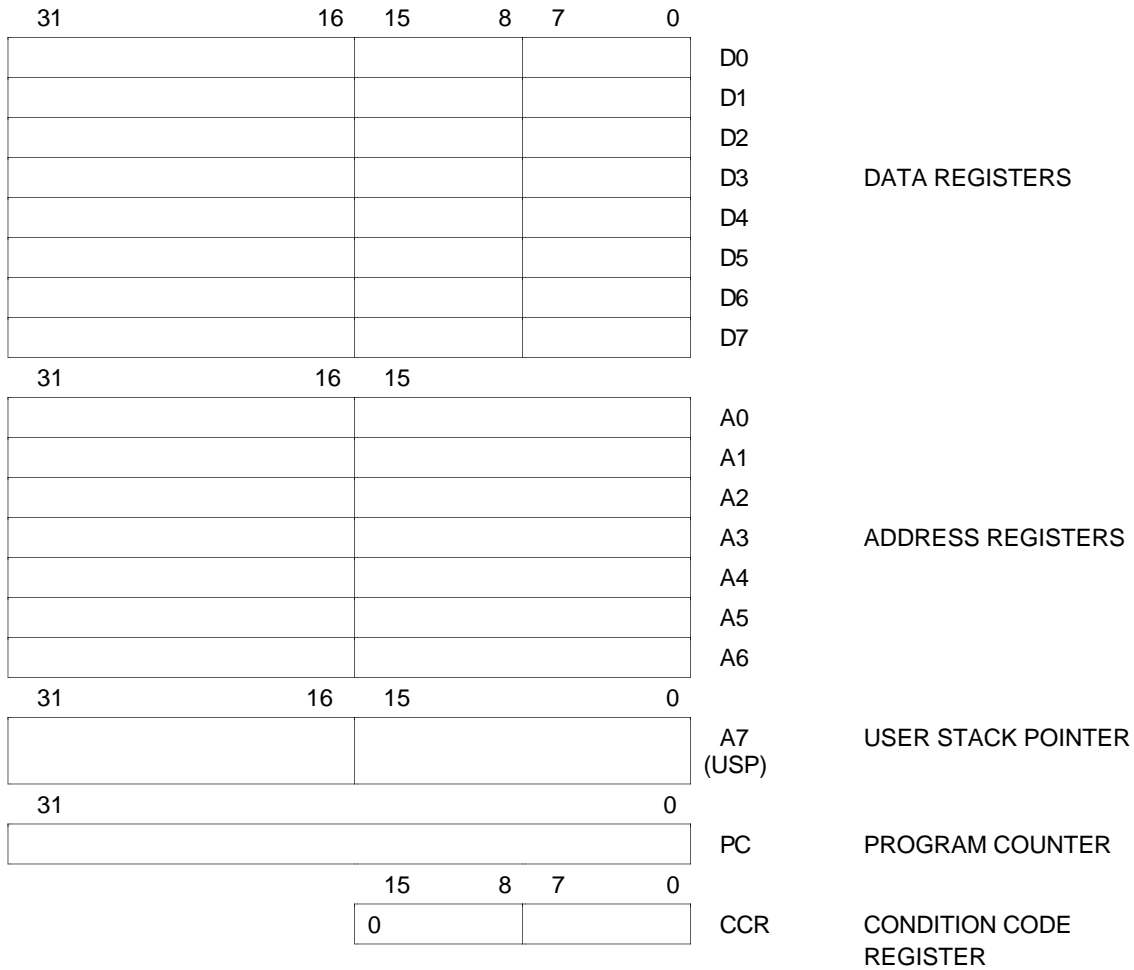 31 16 15 8 7 0
D0
D1
D2
D3 DATA REGISTERS
D4
D5
D6
D7
31 16 15
A0
A1
A2
A3 ADDRESS REGISTERS
A4
A5
A6
31 16 15 0
A7 USER STACK POINTER
(USP)
31 0
PC PROGRAM COUNTER
15 8 7 0
0 CCR CONDITION CODE
REGISTER